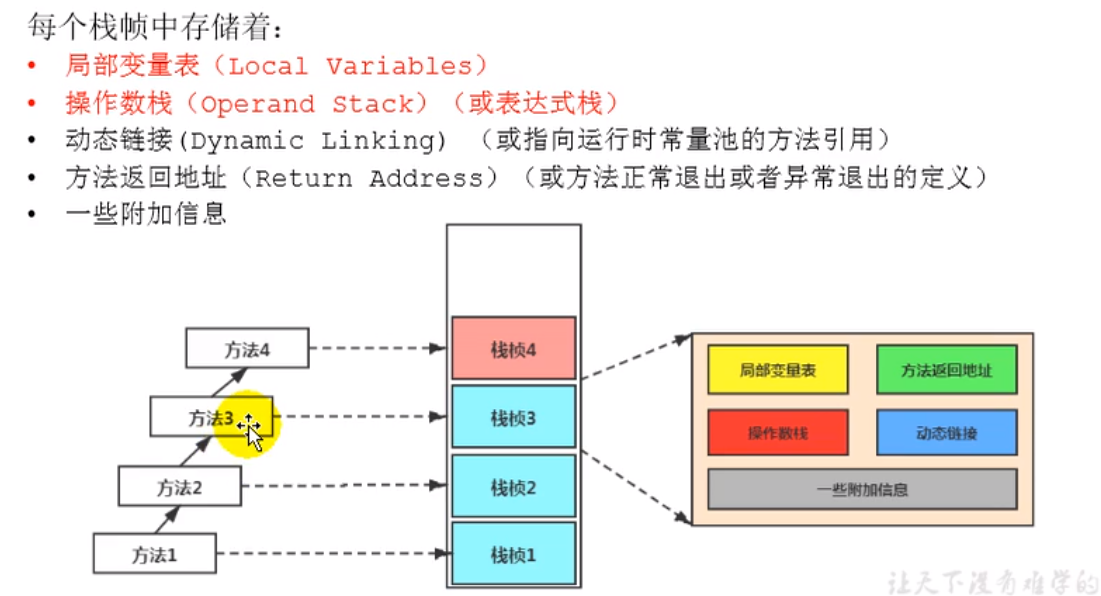 每个栈帧中存储着：
• 局部变量表（Local Variables）
• 操作数栈（Operand Stack）（或表达式栈）
• 动态链接(Dynamic Linking) （或指向运行时常量池的方法引用）
• 方法返回地址（Return Address）（或方法正常退出或者异常退出的定义）
• 一些附加信息
方法4
栈桢4
方法3
栈桢3
方法2
栈桢2
方法1
栈桢1
局部变量表
方法返回地址
操作数栈
动态链接
一些附加信息
让天下没有难学的